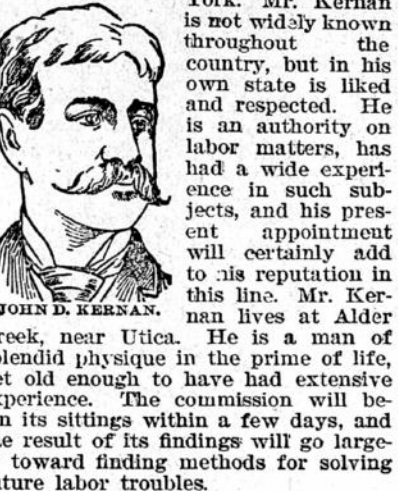 York. Mr. Kernan
is not widely known
throughout the
country, but in his
own state is liked
and respected. He
is an authority on
labor matters, has
had a wide experi-
ence in such sub-
jects, and his pres-
ent appointment
will certainly add
to his reputation in
this line. Mr. Ker-
JOHN D. KERNAN.
nan lives at Alder
reek, near Utica. He is a man of
plendid physique in the prime of life,
et old enough to have had extensive
xperience. The commission will be-
in its sittings within a few days, and
e result of its findings will go large-
toward finding methods for solving
uture labor troubles.